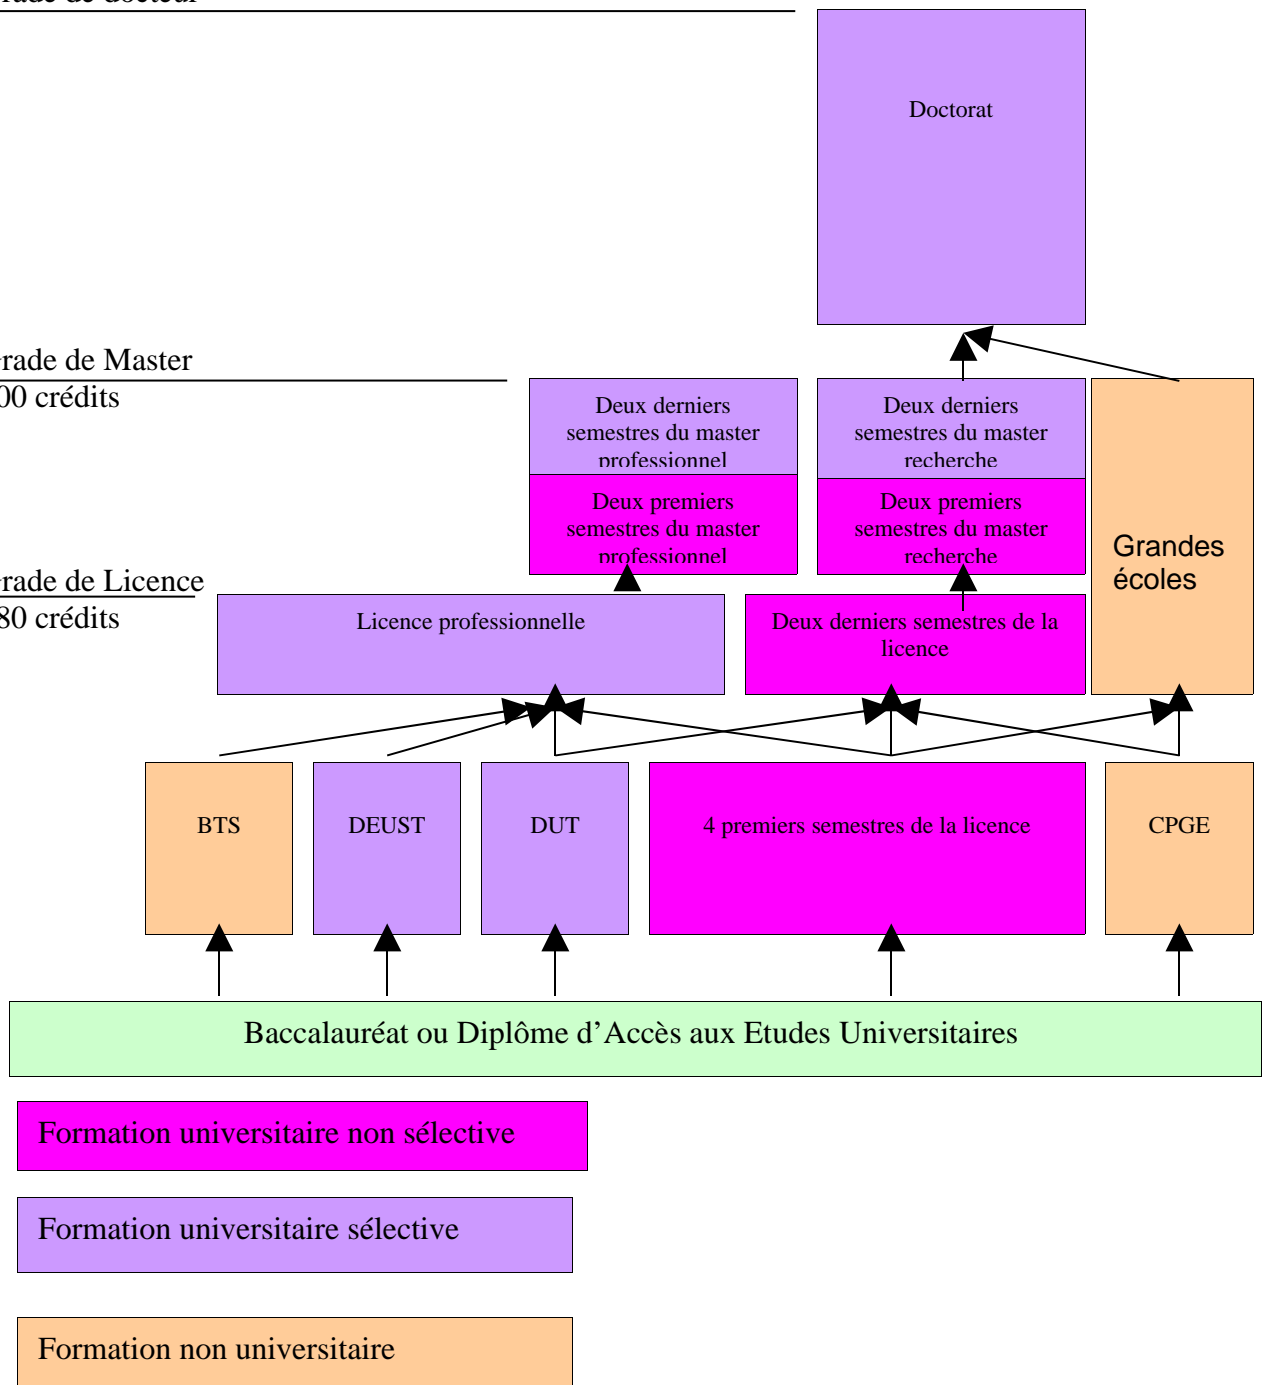 rade de docteur
Doctorat
rade de Master
00 crédits
Deux derniers
semestres du master
professionnel
Deux derniers
semestres du master
recherche
Deux premiers
semestres du master
professionnel
Deux premiers
semestres du master
recherche
Grandes
écoles
rade de Licence
80 crédits
Licence professionnelle
Deux derniers semestres de la
licence
BTS
DEUST
DUT
4 premiers semestres de la licence
CPGE
Baccalauréat ou Diplôme d’Accès aux Etudes Universitaires
Formation universitaire non sélective
Formation universitaire sélective
Formation non universitaire